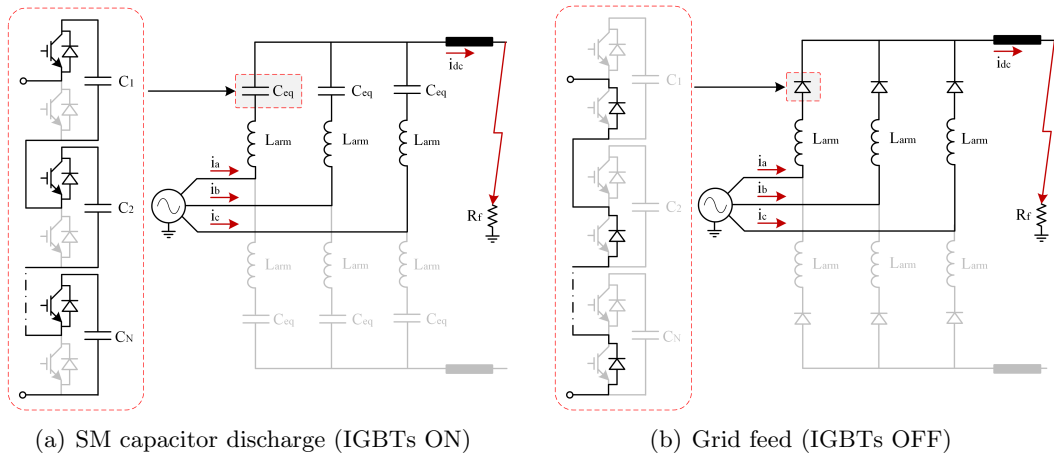 C1
C2
CN
idc
Ceq
Ceq
Ceq
Larm
Larm
Larm
ia
ib
ic
Rf
Larm
Larm
Larm
Ceq
Ceq
Ceq
(a) SM capacitor discharge (IGBTs ON)
C1
C2
CN
idc
Larm
Larm
Larm
ia
ib
ic
Rf
Larm
Larm
Larm
(b) Grid feed (IGBTs OFF)